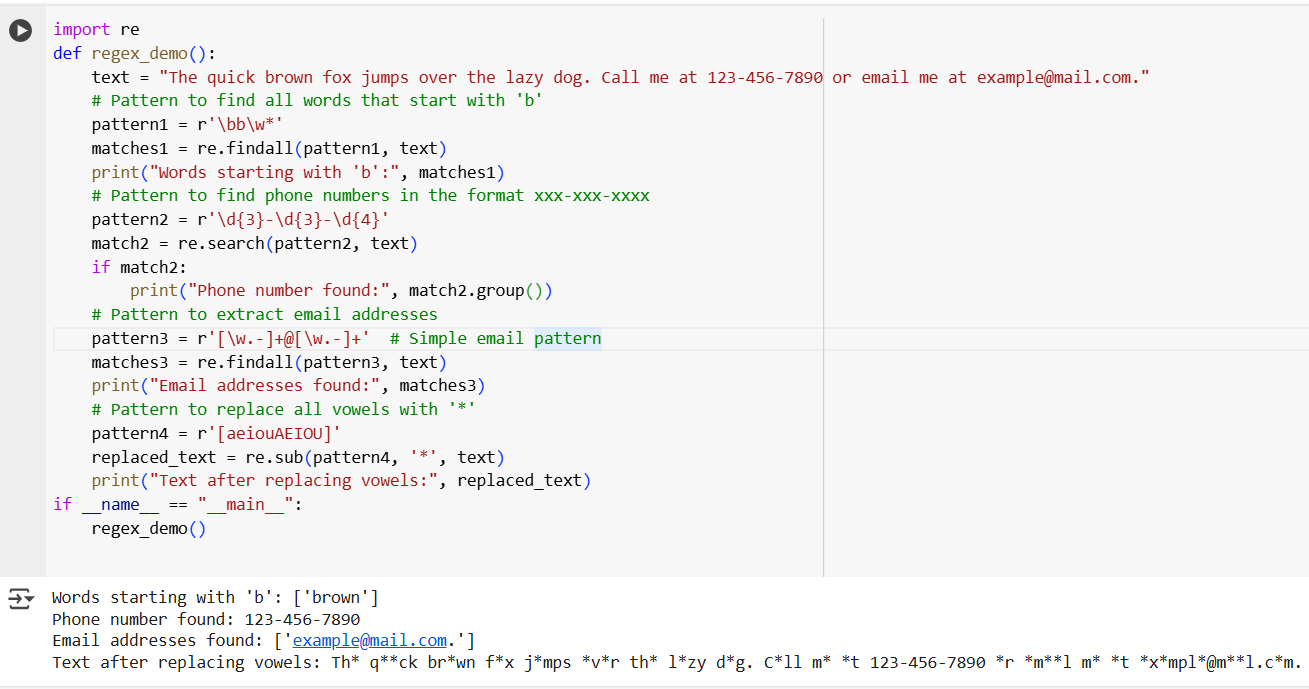 import re
def regex_demo():
    text = "The quick brown fox jumps over the lazy dog. Call me at 123-456-7890 or email me at example@mail.com."
    # Pattern to find all words that start with 'b'
    pattern1 = r'\bb\w*'
    matches1 = re.findall(pattern1, text)
    print("Words starting with 'b':", matches1)
    # Pattern to find phone numbers in the format xxx-xxx-xxxx
    pattern2 = r'\d{3}-\d{3}-\d{4}'
    match2 = re.search(pattern2, text)
    if match2:
        print("Phone number found:", match2.group())
    # Pattern to extract email addresses
    pattern3 = r'[\w.-]+@[\w.-]+'  # Simple email pattern
    matches3 = re.findall(pattern3, text)
    print("Email addresses found:", matches3)
    # Pattern to replace all vowels with '*'
    pattern4 = r'[aeiouAEIOU]'
    replaced_text = re.sub(pattern4, '*', text)
    print("Text after replacing vowels:", replaced_text)
if __name__ == "__main__":
    regex_demo()
Words starting with 'b': ['brown']
Phone number found: 123-456-7890
Email addresses found: ['example@mail.com.']
Text after replacing vowels: Th* q**ck br*wn f*x j*mps *v*r th* l*zy d*g. C*ll m* *t 123-456-7890 *r *m**l m* *t *x*mpl*@m**l.c*m.